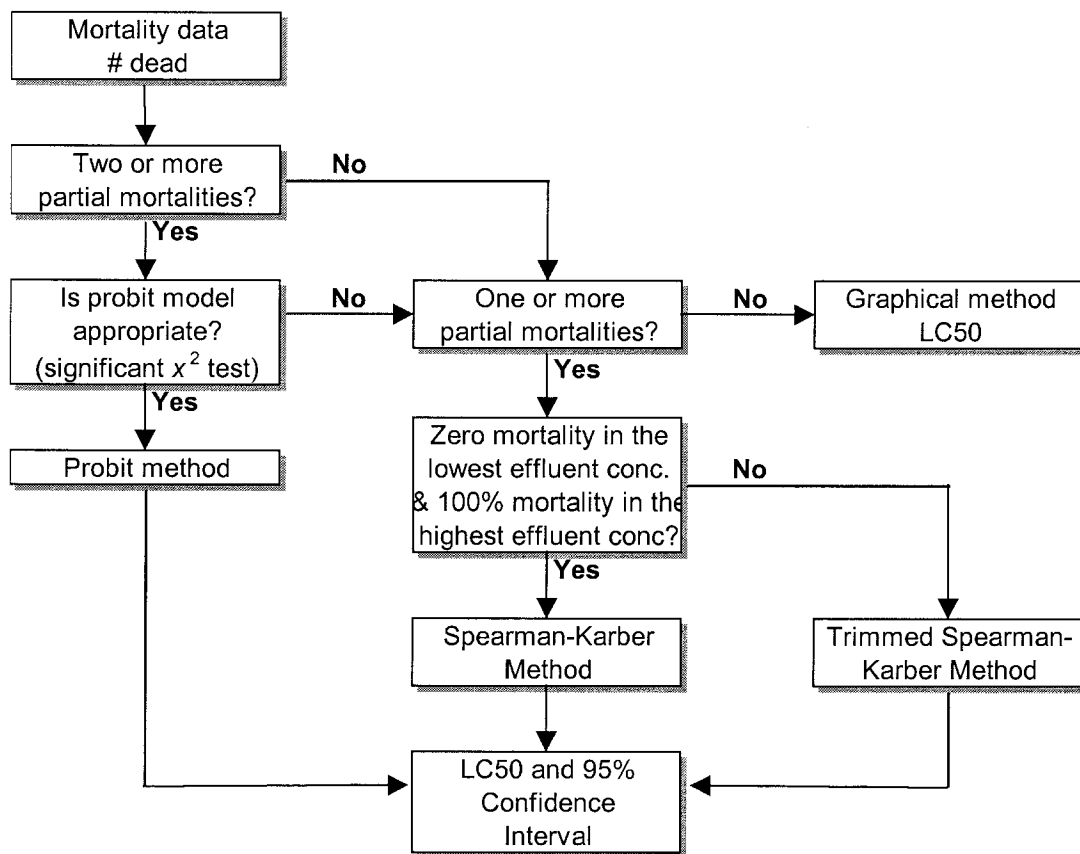 Mortality data
# dead
Two or more
partial mortalities?
No
Yes
Is probit model
appropriate?
(significant x² test)
No
One or more
partial mortalities?
No
Graphical method
LC50
Yes
Yes
Probit method
Zero mortality in the
lowest effluent conc.
& 100% mortality in the
highest effluent conc?
No
Yes
Spearman-Karber
Method
Trimmed Spearman-
Karber Method
LC50 and 95%
Confidence
Interval